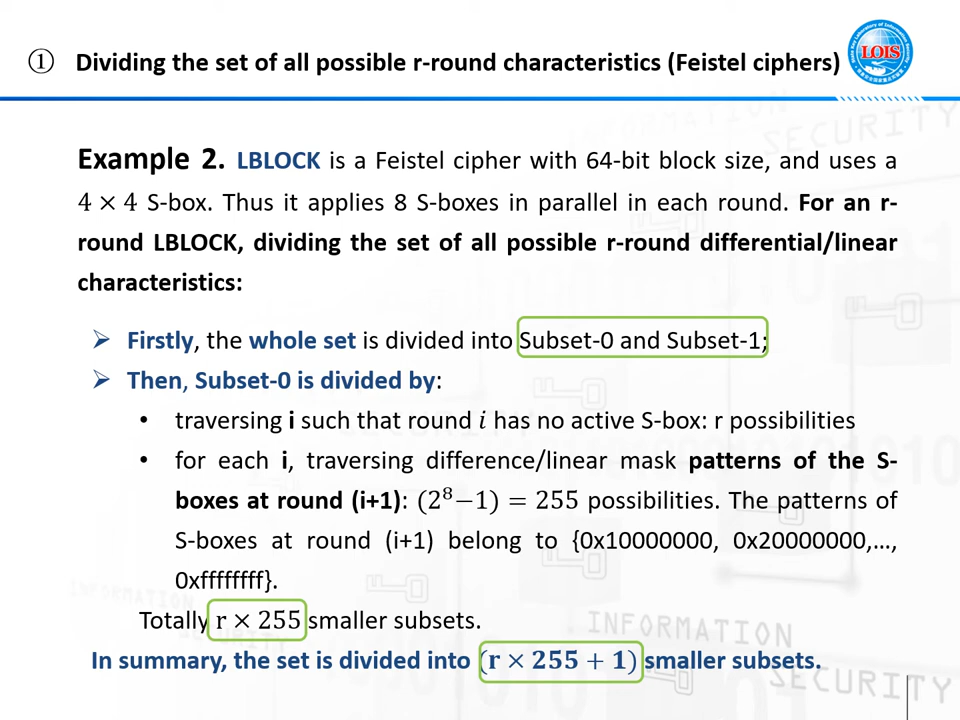 ① Dividing the set of all possible r-round characteristics (Feistel ciphers)
LOIS
Example 2. LBLOCK is a Feistel cipher with 64-bit block size, and uses a
4 × 4 S-box. Thus it applies 8 S-boxes in parallel in each round. For an r-
round LBLOCK, dividing the set of all possible r-round differential/linear
characteristics:
➢ Firstly, the whole set is divided into Subset-0 and Subset-1;
➢ Then, Subset-0 is divided by:
• traversing i such that round i has no active S-box: r possibilities
• for each i, traversing difference/linear mask patterns of the S-
boxes at round (i+1): (2⁸−1) = 255 possibilities. The patterns of
S-boxes at round (i+1) belong to {0x10000000, 0x20000000,…,
0xffffffff}.
Totally r × 255 smaller subsets.
In summary, the set is divided into (r × 255 + 1) smaller subsets.
INFORMATION
SECURITY
INFORMATION
SECURITY